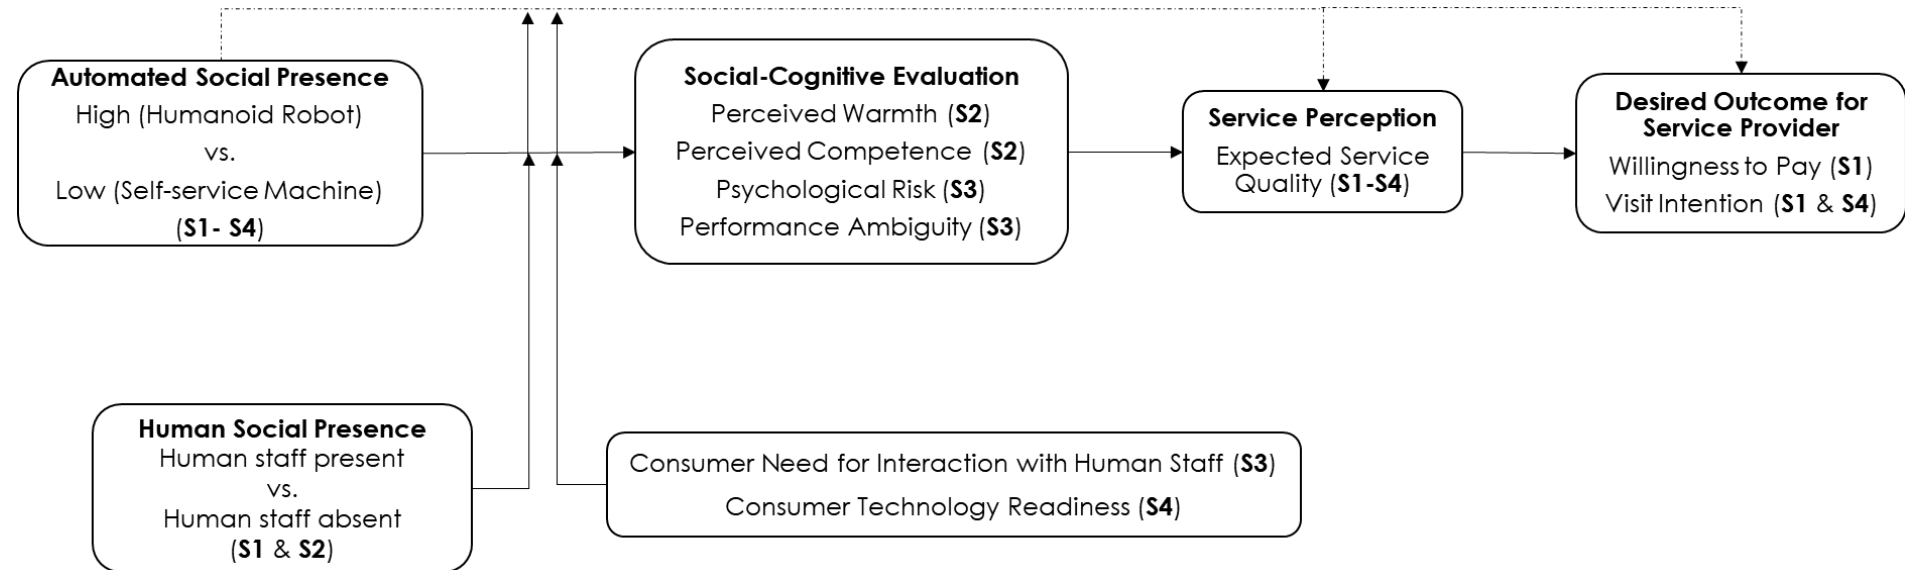 Automated Social Presence
High (Humanoid Robot)
vs.
Low (Self-service Machine)
(S1- S4)
Social-Cognitive Evaluation
Perceived Warmth (S2)
Perceived Competence (S2)
Psychological Risk (S3)
Performance Ambiguity (S3)
Service Perception
Expected Service
Quality (S1-S4)
Desired Outcome for
Service Provider
Willingness to Pay (S1)
Visit Intention (S1 & S4)
Human Social Presence
Human staff present
vs.
Human staff absent
(S1 & S2)
Consumer Need for Interaction with Human Staff (S3)
Consumer Technology Readiness (S4)